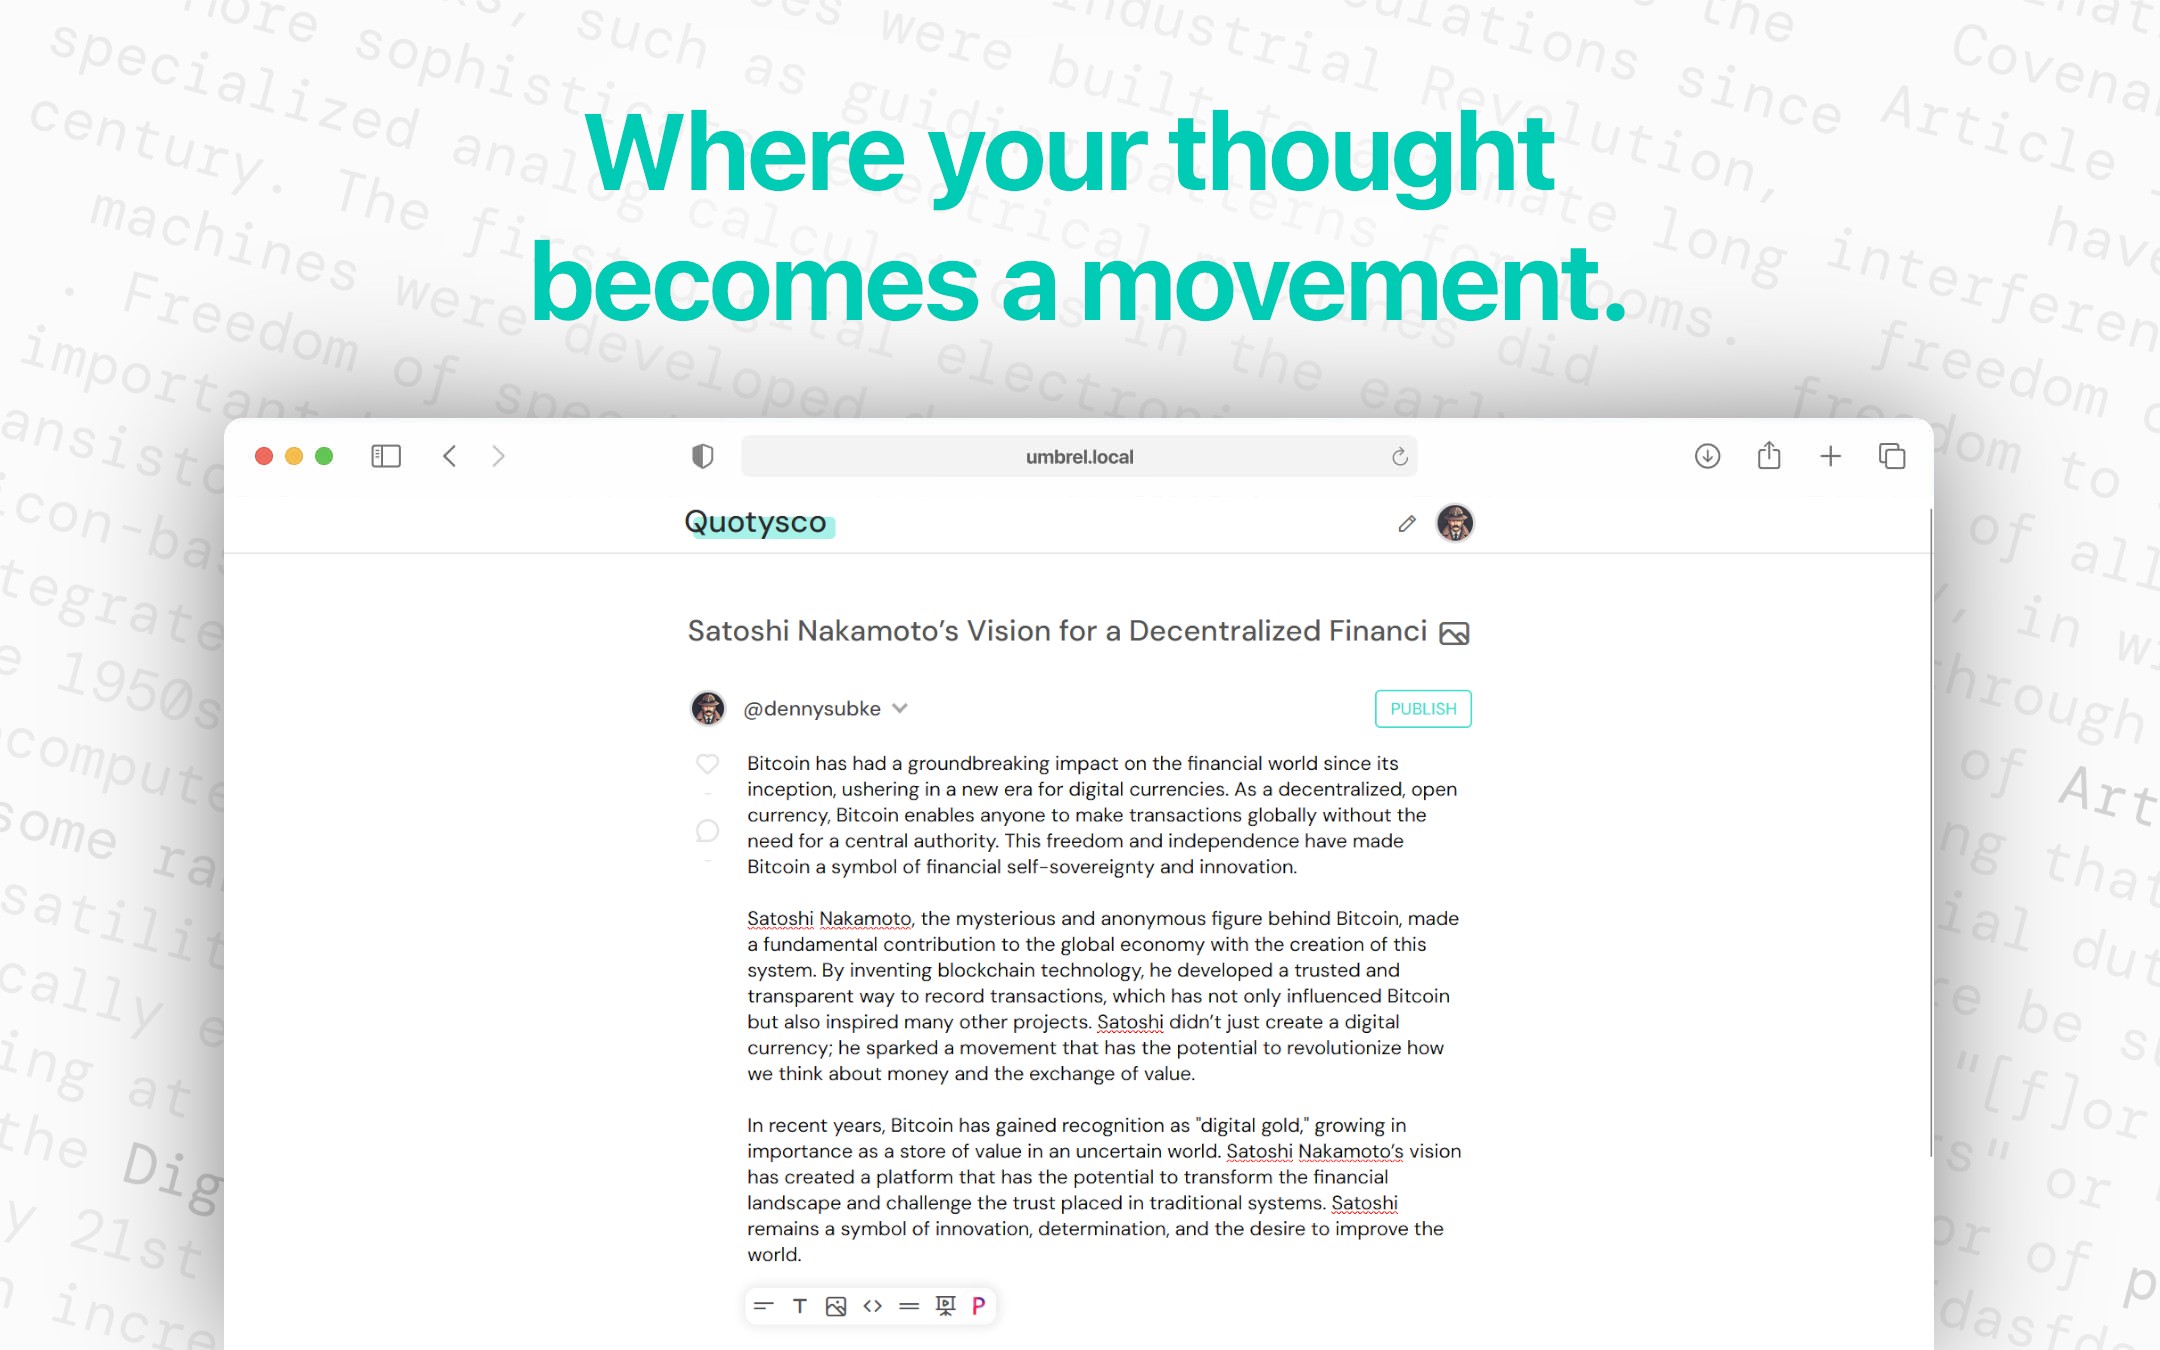 Where your thought
becomes a movement.
umbrel.local
Quotysco
Satoshi Nakamoto’s Vision for a Decentralized Financi
@dennysubke
PUBLISH
Bitcoin has had a groundbreaking impact on the financial world since its
inception, ushering in a new era for digital currencies. As a decentralized, open
currency, Bitcoin enables anyone to make transactions globally without the
need for a central authority. This freedom and independence have made
Bitcoin a symbol of financial self-sovereignty and innovation.
Satoshi Nakamoto, the mysterious and anonymous figure behind Bitcoin, made
a fundamental contribution to the global economy with the creation of this
system. By inventing blockchain technology, he developed a trusted and
transparent way to record transactions, which has not only influenced Bitcoin
but also inspired many other projects. Satoshi didn’t just create a digital
currency; he sparked a movement that has the potential to revolutionize how
we think about money and the exchange of value.
In recent years, Bitcoin has gained recognition as "digital gold," growing in
importance as a store of value in an uncertain world. Satoshi Nakamoto’s vision
has created a platform that has the potential to transform the financial
landscape and challenge the trust placed in traditional systems. Satoshi
remains a symbol of innovation, determination, and the desire to improve the
world.
T
P